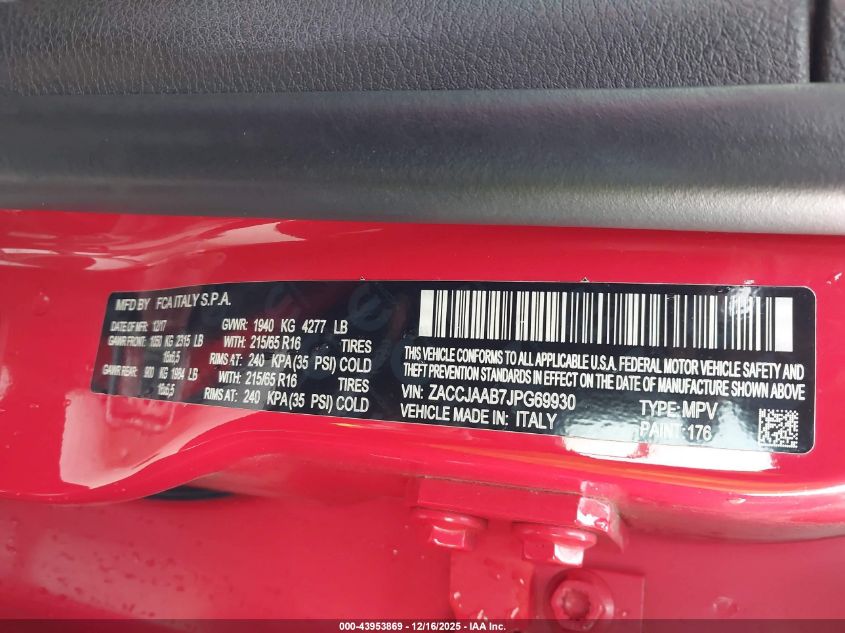 MFD BY FCA ITALY S.P.A.
DATE OF MFR: 12/17 GVWR: 1940 KG 4277 LB
GAWR FRONT: 1050 KG 2315 LB WITH: 215/65 R16 TIRES
16x6,5 RIMS AT: 240 KPA(35 PSI) COLD
GAWR REAR: 900 KG 1984 LB WITH: 215/65 R16 TIRES
16x6,5 RIMS AT: 240 KPA(35 PSI) COLD
THIS VEHICLE CONFORMS TO ALL APPLICABLE U.S.A. FEDERAL MOTOR VEHICLE SAFETY AND
THEFT PREVENTION STANDARDS IN EFFECT ON THE DATE OF MANUFACTURE SHOWN ABOVE
VIN: ZACCJAAB7JPG69930 TYPE: MPV
VEHICLE MADE IN: ITALY PAINT: 176
000-43953869 - 12/16/2025 - IAA Inc.